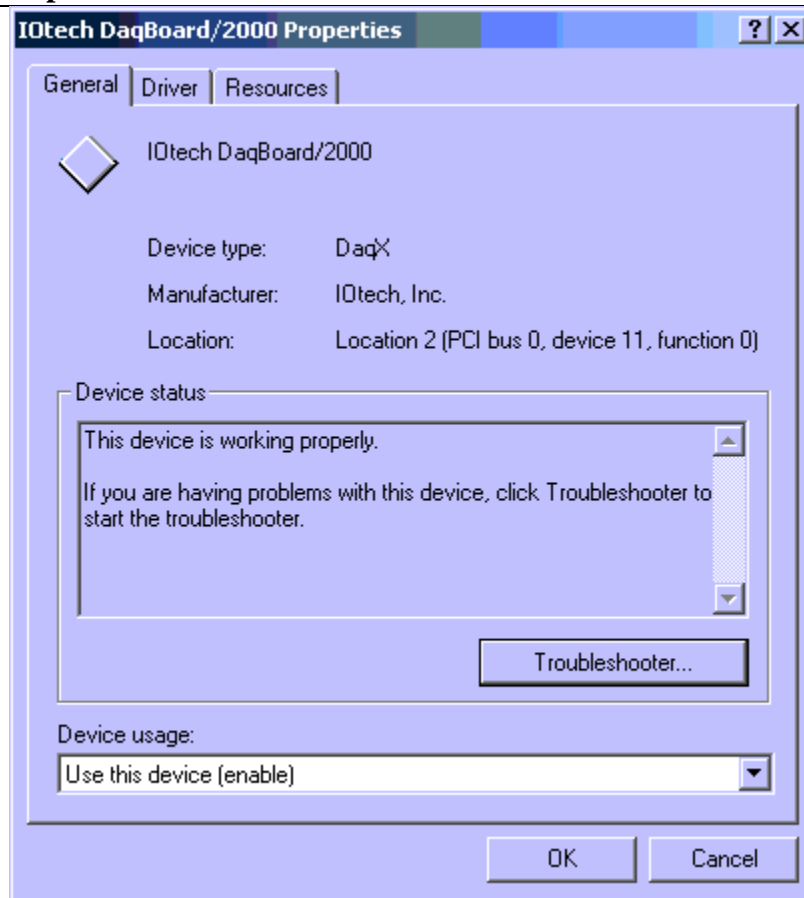 IOtech DaqBoard/2000 Properties
General Driver Resources
IOtech DaqBoard/2000
Device type: DaqX
Manufacturer: IOtech, Inc.
Location: Location 2 (PCI bus 0, device 11, function 0)
Device status
This device is working properly.
If you are having problems with this device, click Troubleshooter to
start the troubleshooter.
Troubleshooter...
Device usage:
Use this device (enable)
OK Cancel